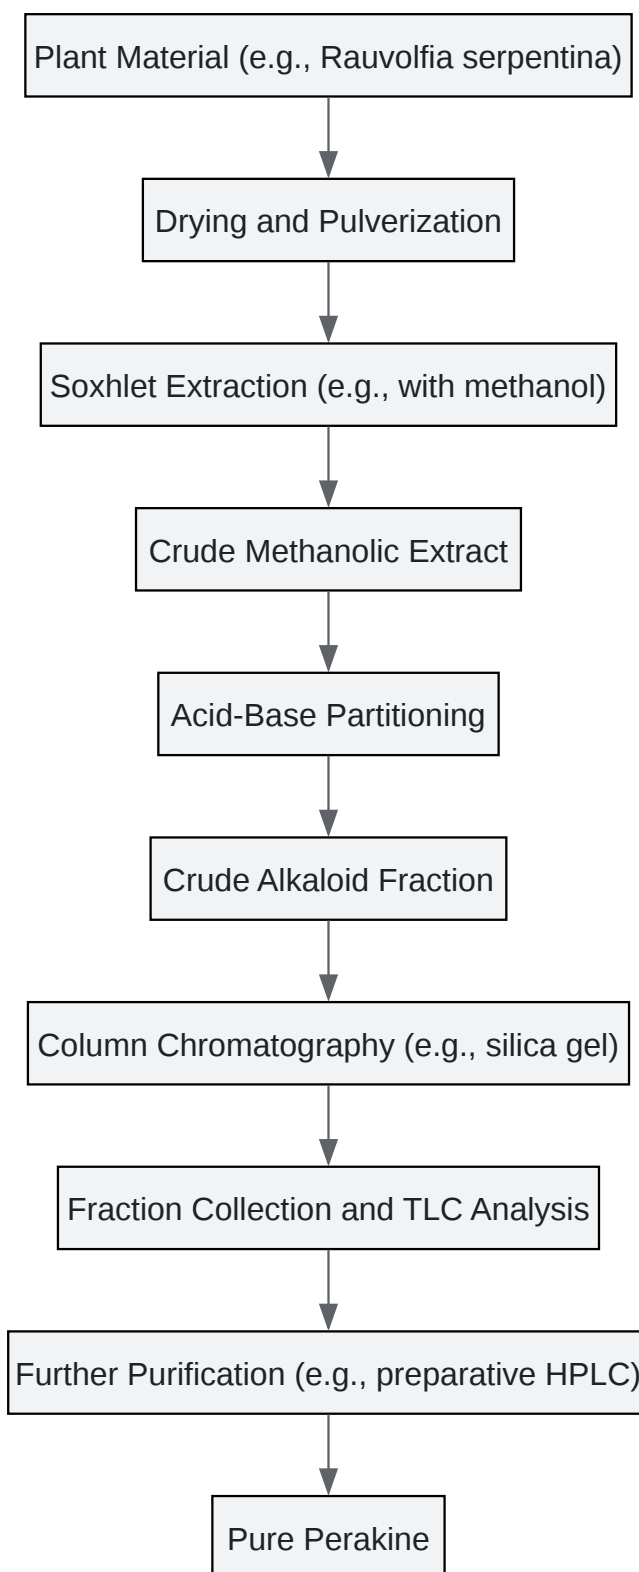 Plant Material (e.g., Rauvolfia serpentina)
Drying and Pulverization
Soxhlet Extraction (e.g., with methanol)
Crude Methanolic Extract
Acid-Base Partitioning
Crude Alkaloid Fraction
Column Chromatography (e.g., silica gel)
Fraction Collection and TLC Analysis
Further Purification (e.g., preparative HPLC)
Pure Perakine